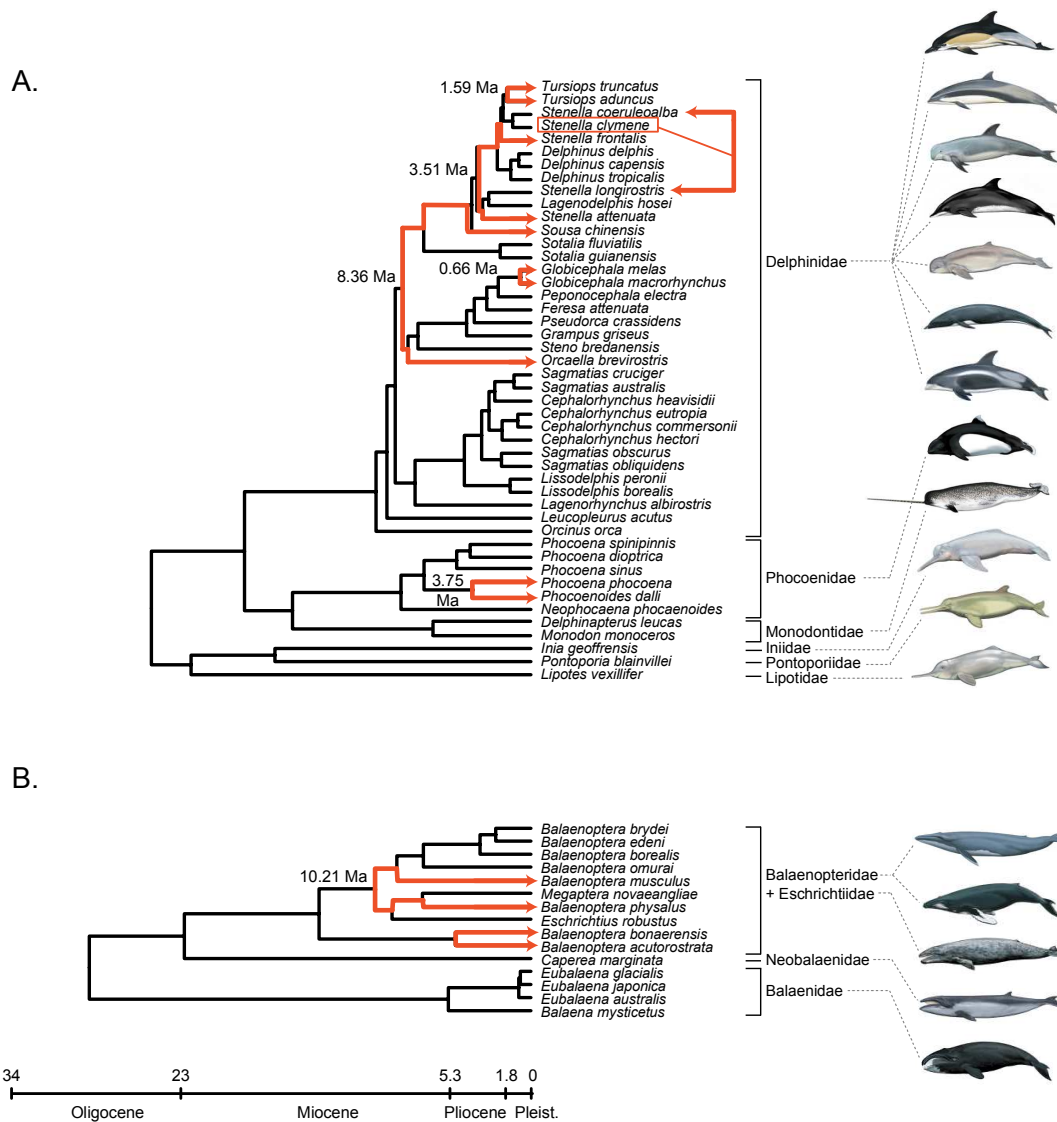 A.
1.59 Ma
Tursiops truncatus
Tursiops aduncus
Stenella coeruleoalba
Stenella clymene
Stenella frontalis
Delphinus delphis
3.51 Ma
Delphinus capensis
Delphinus tropicalis
Stenella longirostris
Lagenodelphis hosei
Stenella attenuata
Sousa chinensis
Sotalia fluviatilis
Sotalia guianensis
Delphinidae
8.36 Ma
0.66 Ma
Globicephala melas
Globicephala macrorhynchus
Peponocephala electra
Feresa attenuata
Pseudorca crassidens
Grampus griseus
Steno bredanensis
Orcaella brevirostris
Sagmatias cruciger
Sagmatias australis
Cephalorhynchus heavisidii
Cephalorhynchus eutropia
Cephalorhynchus commersonii
Cephalorhynchus hectori
Sagmatias obscurus
Sagmatias obliquidens
Lissodelphis peronii
Lissodelphis borealis
Lagenorhynchus albirostris
Leucopleurus acutus
Orcinus orca
Phocoena spinipinnis
Phocoena dioptrica
Phocoena sinus
3.75
Ma
Phocoena phocoena
Phocoenidae
Phocoenoides dalli
Neophocaena phocaenoides
Delphinapterus leucas
Monodontidae
Monodon monoceros
Inia geoffrensis
Iniidae
Pontoporia blainvillei
Pontoporiidae
Lipotes vexillifer
Lipotidae
B.
Balaenoptera brydei
Balaenoptera edeni
Balaenoptera borealis
Balaenoptera omurai
10.21 Ma
Balaenoptera musculus
Balaenopteridae
+ Eschrichtiidae
Megaptera novaeangliae
Balaenoptera physalus
Eschrichtius robustus
Balaenoptera bonaerensis
Balaenoptera acutorostrata
Caperea marginata
Neobalaenidae
Eubalaena glacialis
Eubalaena japonica
Balaenidae
Eubalaena australis
Balaena mysticetus
34 23 5.3 1.8 0
Oligocene Miocene Pliocene Pleist.